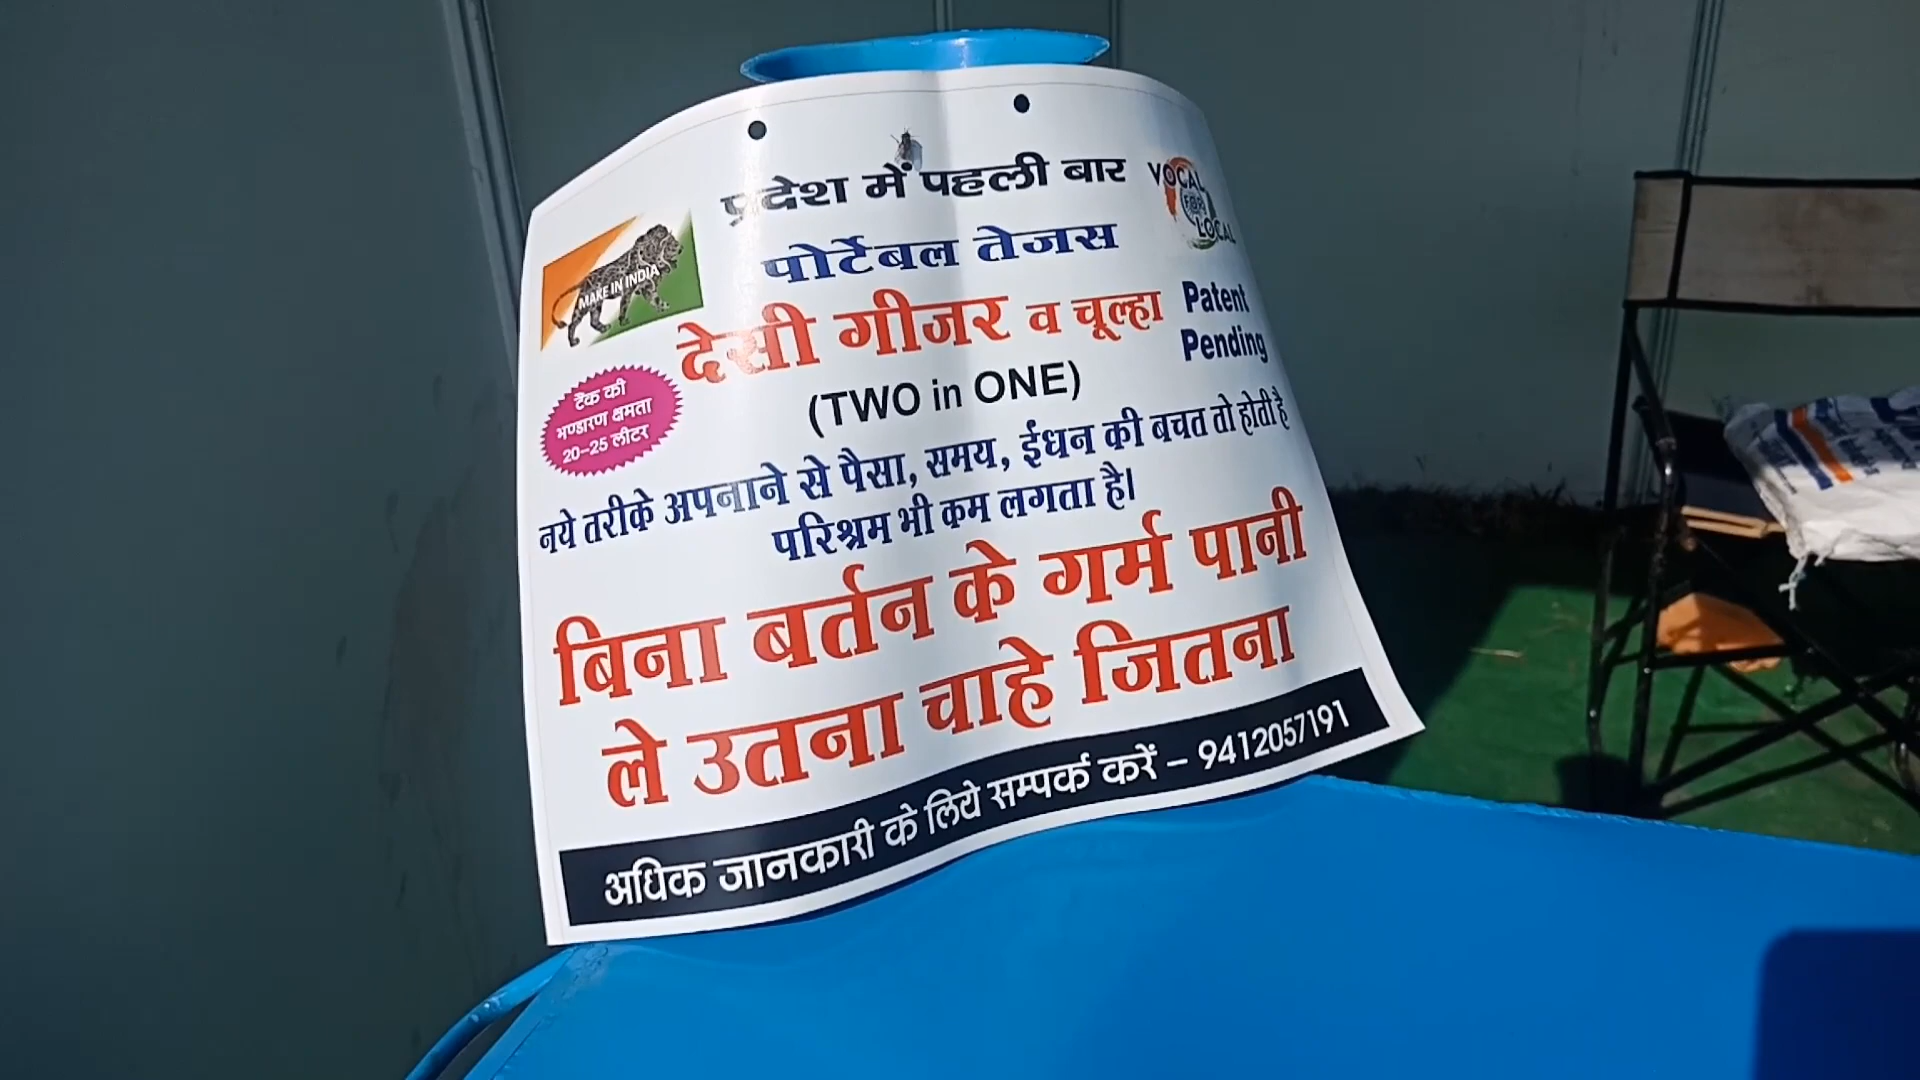 प्रदेश में पहली बार
VOCAL
FOR
LOCAL
पोर्टेबल तेजस
MAKE IN INDIA
देसी गीजर व चूल्हा
Patent
Pending
(TWO in ONE)
टैंक की
भण्डारण क्षमता
20-25 लीटर
नये तरीके अपनाने से पैसा, समय, ईंधन की बचत तो होती है
परिश्रम भी कम लगता है।
बिना बर्तन के गर्म पानी
ले उतना चाहे जितना
अधिक जानकारी के लिये सम्पर्क करें – 9412057191